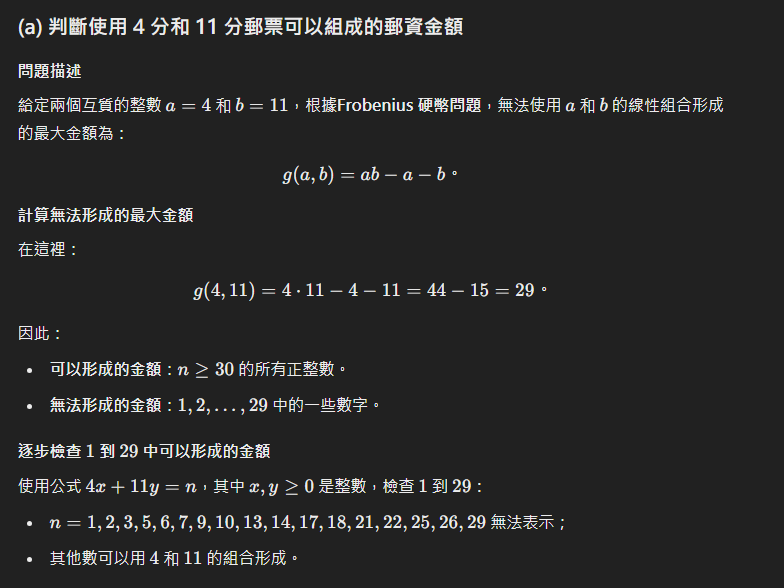 (a) 判斷使用 4 分和 11 分郵票可以組成的郵資金額
問題描述
給定兩個互質的整數 a = 4 和 b = 11，根據Frobenius 硬幣問題，無法使用 a 和 b 的線性組合形成
的最大金額為：
g(a, b) = ab − a − b。
計算無法形成的最大金額
在這裡：
g(4, 11) = 4 · 11 − 4 − 11 = 44 − 15 = 29。
因此：
• 可以形成的金額：n ≥ 30 的所有正整數。
• 無法形成的金額：1, 2, . . . , 29 中的一些數字。
逐步檢查 1 到 29 中可以形成的金額
使用公式 4x + 11y = n，其中 x, y ≥ 0 是整數，檢查 1 到 29：
• n = 1, 2, 3, 5, 6, 7, 9, 10, 13, 14, 17, 18, 21, 22, 25, 26, 29 無法表示；
• 其他數可以用 4 和 11 的組合形成。